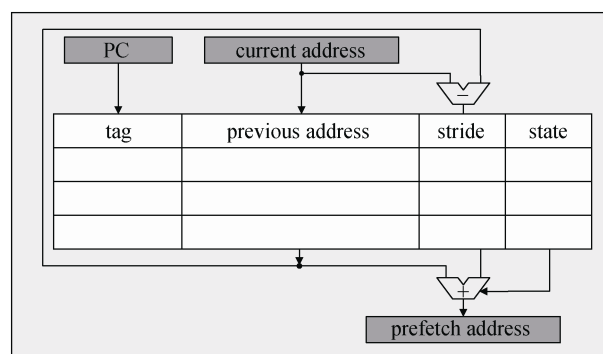 PC
current address
−
tag
previous address
stride
state
+
prefetch address